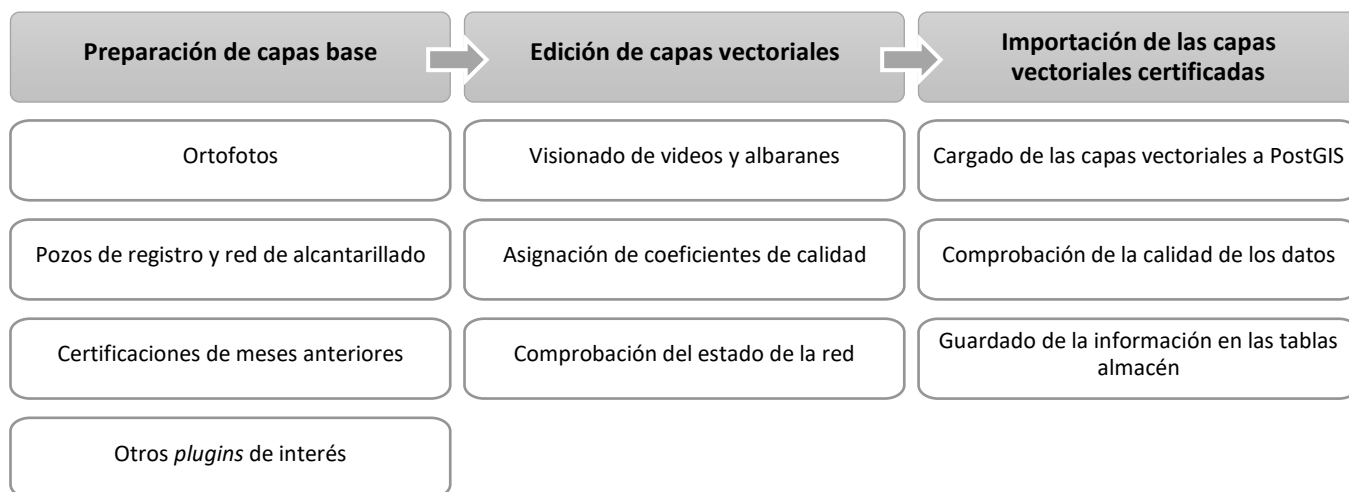 Preparación de capas base
Edición de capas vectoriales
Importación de las capas
vectoriales certificadas
Ortofotos
Visionado de videos y albaranes
Cargado de las capas vectoriales a PostGIS
Pozos de registro y red de alcantarillado
Asignación de coeficientes de calidad
Comprobación de la calidad de los datos
Certificaciones de meses anteriores
Comprobación del estado de la red
Guardado de la información en las tablas
almacén
Otros plugins de interés